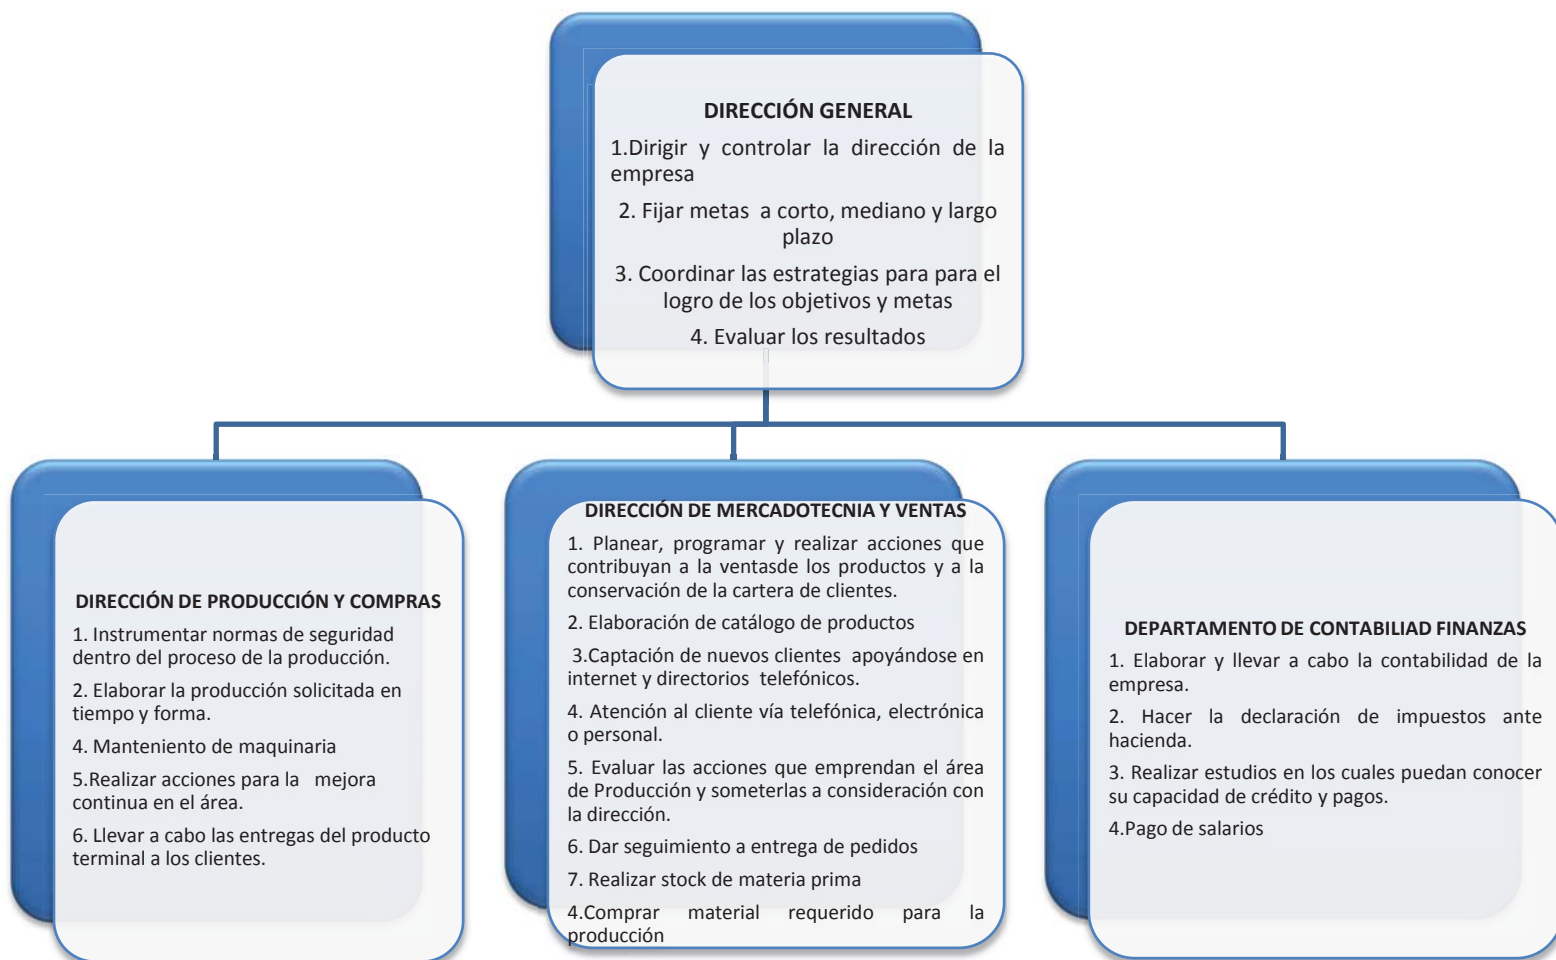 DIRECCIÓN GENERAL
1.Dirigir y controlar la dirección de la
empresa
2. Fijar metas a corto, mediano y largo
plazo
3. Coordinar las estrategias para para el
logro de los objetivos y metas
4. Evaluar los resultados
DIRECCIÓN DE PRODUCCIÓN Y COMPRAS
1. Instrumentar normas de seguridad
dentro del proceso de la producción.
2. Elaborar la producción solicitada en
tiempo y forma.
4. Manteniento de maquinaria
5.Realizar acciones para la mejora
continua en el área.
6. Llevar a cabo las entregas del producto
terminal a los clientes.
DIRECCIÓN DE MERCADOTECNIA Y VENTAS
1. Planear, programar y realizar acciones que
contribuyan a la ventasde los productos y a la
conservación de la cartera de clientes.
2. Elaboración de catálogo de productos
3.Captación de nuevos clientes apoyándose en
internet y directorios telefónicos.
4. Atención al cliente vía telefónica, electrónica
o personal.
5. Evaluar las acciones que emprendan el área
de Producción y someterlas a consideración con
la dirección.
6. Dar seguimiento a entrega de pedidos
7. Realizar stock de materia prima
4.Comprar material requerido para la
producción
DEPARTAMENTO DE CONTABILIAD FINANZAS
1. Elaborar y llevar a cabo la contabilidad de la
empresa.
2. Hacer la declaración de impuestos ante
hacienda.
3. Realizar estudios en los cuales puedan conocer
su capacidad de crédito y pagos.
4.Pago de salarios